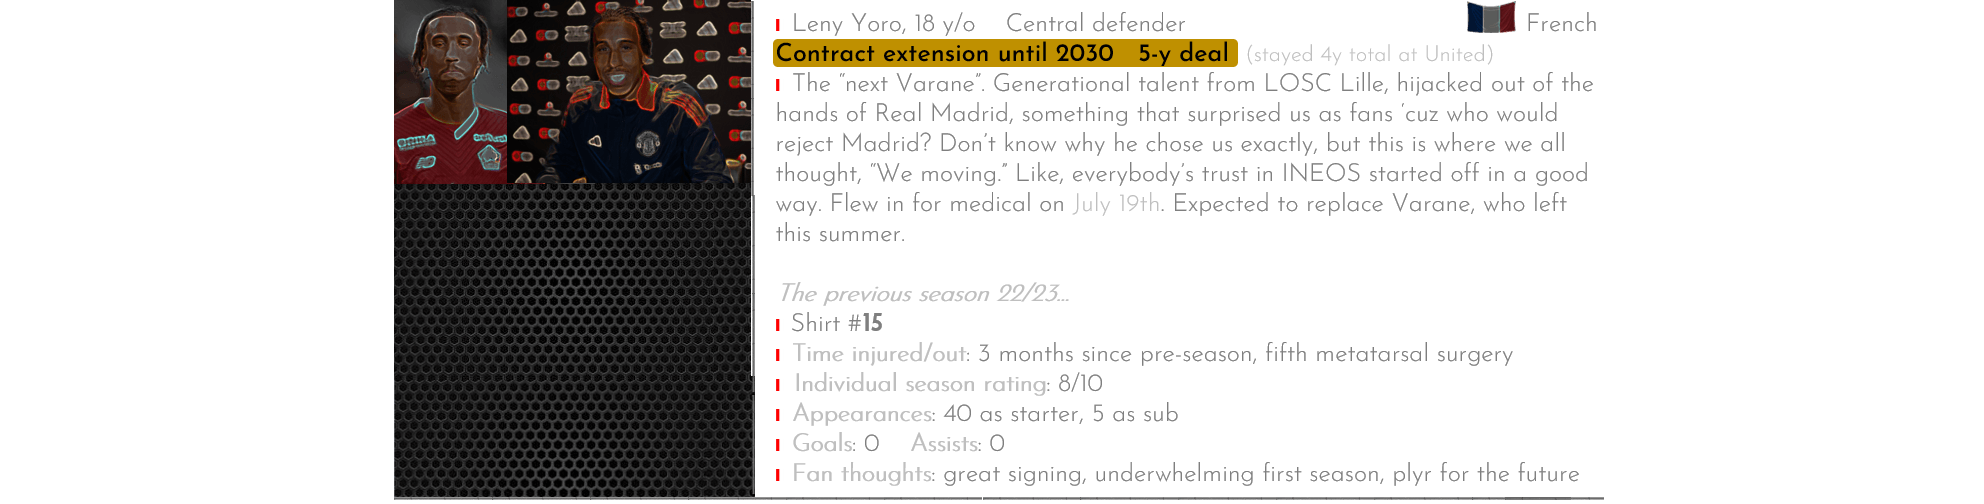 Leny Yoro, 18 y/o Central defender French
Contract extension until 2030 5-y deal (stayed 4y total at United)
The "next Varane". Generational talent from LOSC Lille, hijacked out of the
hands of Real Madrid, something that surprised us as fans 'cuz who would
reject Madrid? Don't know why he chose us exactly, but this is where we all
thought, "We moving." Like, everybody's trust in INEOS started off in a good
way. Flew in for medical on July 19th. Expected to replace Varane, who left
this summer.
The previous season 22/23...
Shirt #15
Time injured/out: 3 months since pre-season, fifth metatarsal surgery
Individual season rating: 8/10
Appearances: 40 as starter, 5 as sub
Goals: 0 Assists: 0
Fan thoughts: great signing, underwhelming first season, plyr for the future